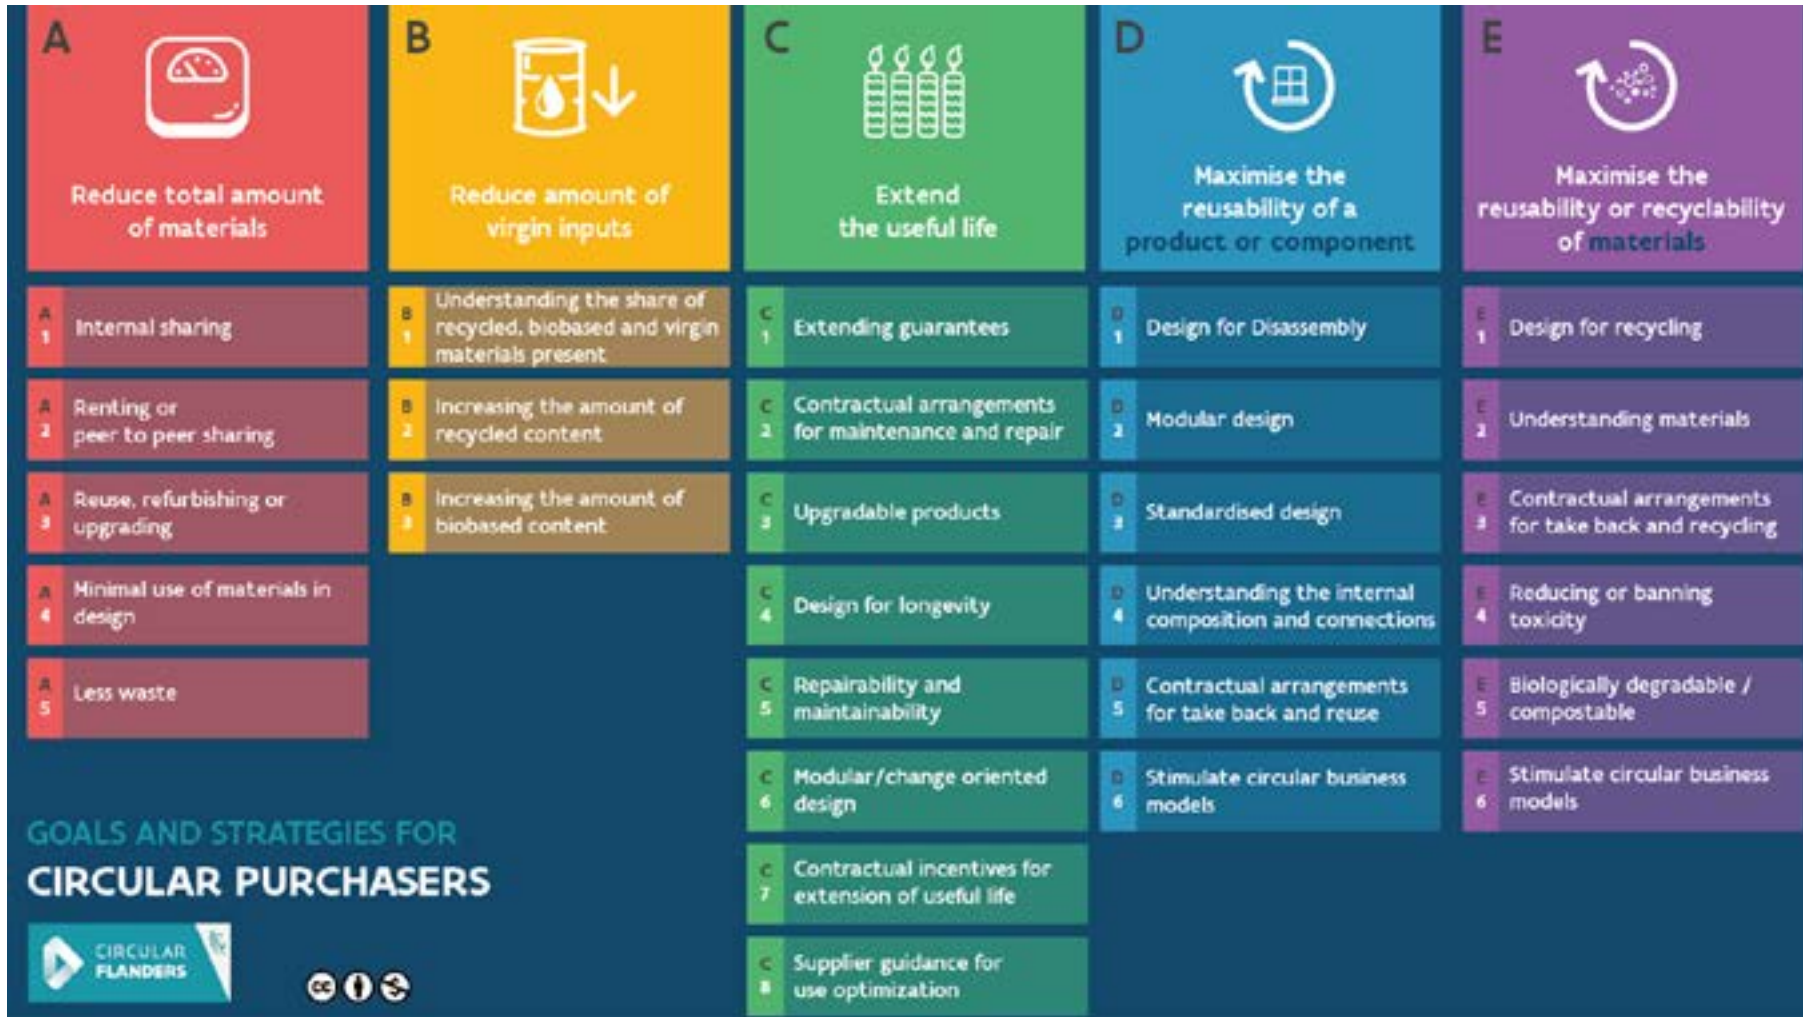 A
Reduce total amount
of materials
A
1
Internal sharing
A
2
Renting or
peer to peer sharing
A
3
Reuse, refurbishing or
upgrading
A
4
Minimal use of materials in
design
A
5
Less waste
B
Reduce amount of
virgin inputs
B
1
Understanding the share of
recycled, biobased and virgin
materials present
B
2
Increasing the amount of
recycled content
B
3
Increasing the amount of
biobased content
C
Extend
the useful life
C
1
Extending guarantees
C
2
Contractual arrangements
for maintenance and repair
C
3
Upgradable products
C
4
Design for longevity
C
5
Repairability and
maintainability
C
6
Modular/change oriented
design
C
7
Contractual incentives for
extension of useful life
C
8
Supplier guidance for
use optimization
D
Maximise the
reusability of a
product or component
D
1
Design for Disassembly
D
2
Modular design
D
3
Standardised design
D
4
Understanding the internal
composition and connections
D
5
Contractual arrangements
for take back and reuse
D
6
Stimulate circular business
models
E
Maximise the
reusability or recyclability
of materials
E
1
Design for recycling
E
2
Understanding materials
E
3
Contractual arrangements
for take back and recycling
E
4
Reducing or banning
toxicity
E
5
Biologically degradable /
compostable
E
6
Stimulate circular business
models
GOALS AND STRATEGIES FOR
CIRCULAR PURCHASERS
CIRCULAR
FLANDERS
cc